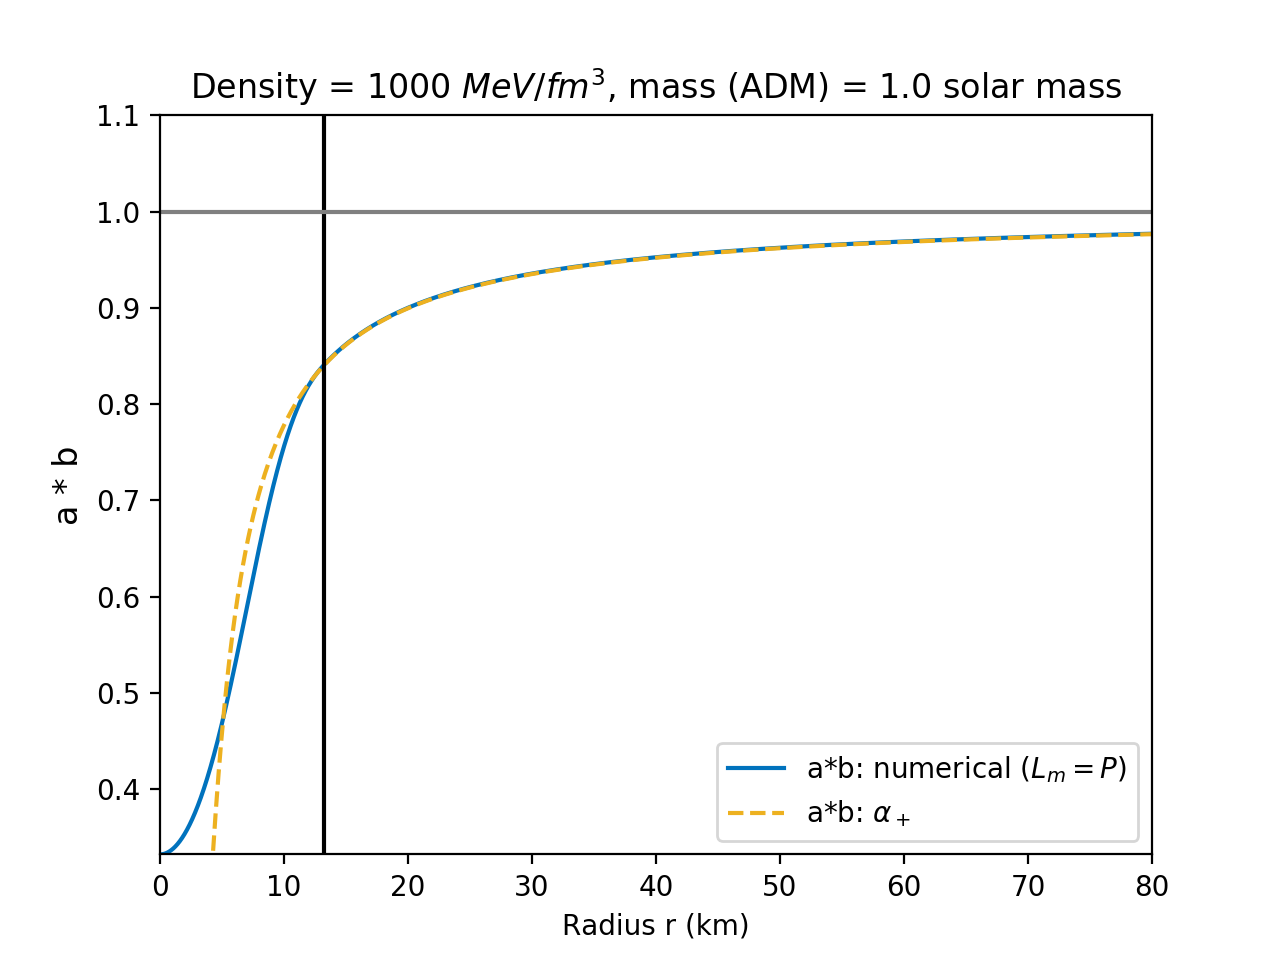 Density = 1000 MeV/fm³, mass (ADM) = 1.0 solar mass
1.1
1.0
0.9
0.8
0.7
0.6
0.5
0.4
a * b
a*b: numerical (Lₘ = P)
a*b: α₊
0 10 20 30 40 50 60 70 80
Radius r (km)